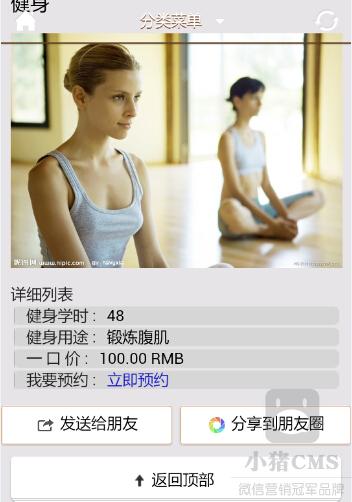 健身
分类菜单
昵图网 www.nipic.com
详细列表
健身学时： 48
健身用途： 锻炼腹肌
一 口 价： 100.00 RMB
我要预约： 立即预约
发送给朋友
分享到朋友圈
小猪CMS
微信营销冠军品牌
返回顶部